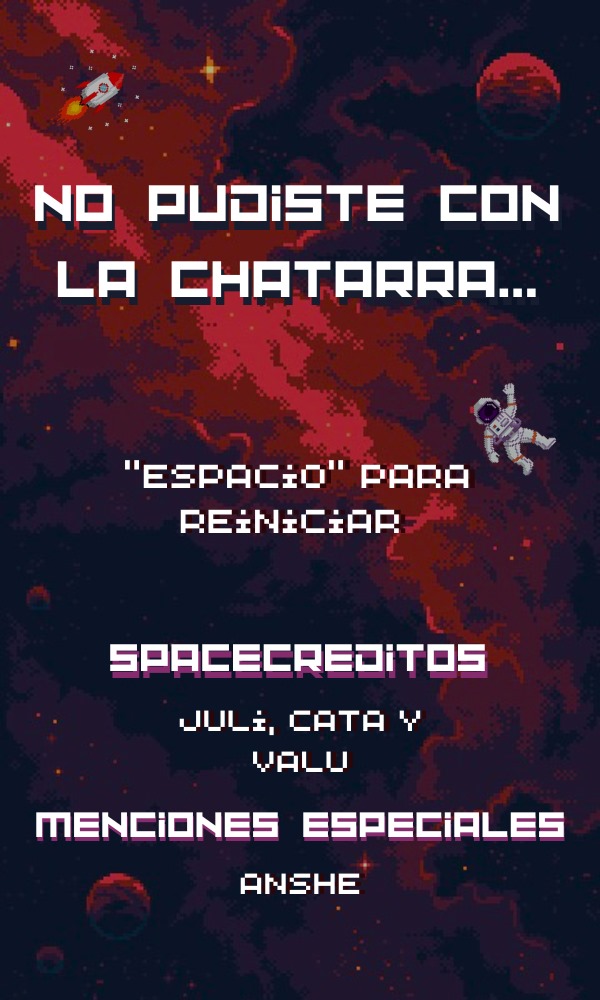 NO PUDiSTE CON
LA CHATARRA...
"ESPACiO" PARA
REiNiCiAR
SPACECREDiTOS
JULi, CATA Y
VALU
MENCiONES ESPECiALES
ANSHE